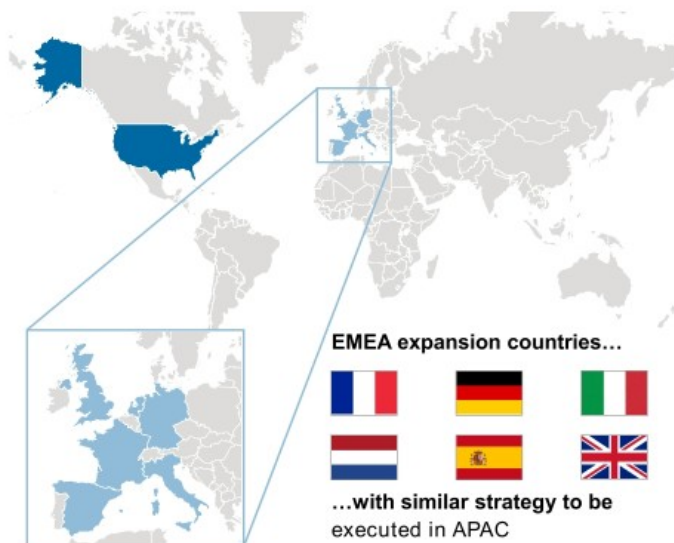 EMEA expansion countries...
...with similar strategy to be
executed in APAC